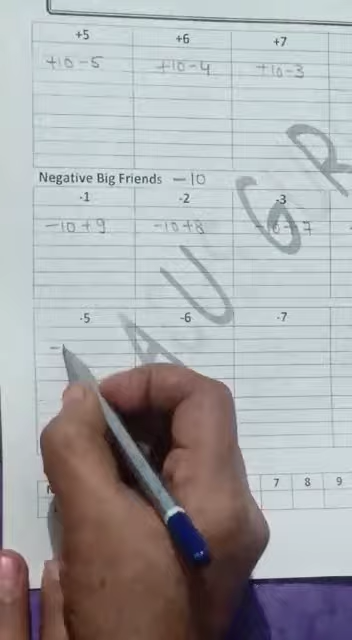 +5 +6 +7
+10-5 +10-4 +10-3
Negative Big Friends -10
-1 -2 -3
-10+9 -10+8 -10+7
-5 -6 -7
-
7 8 9